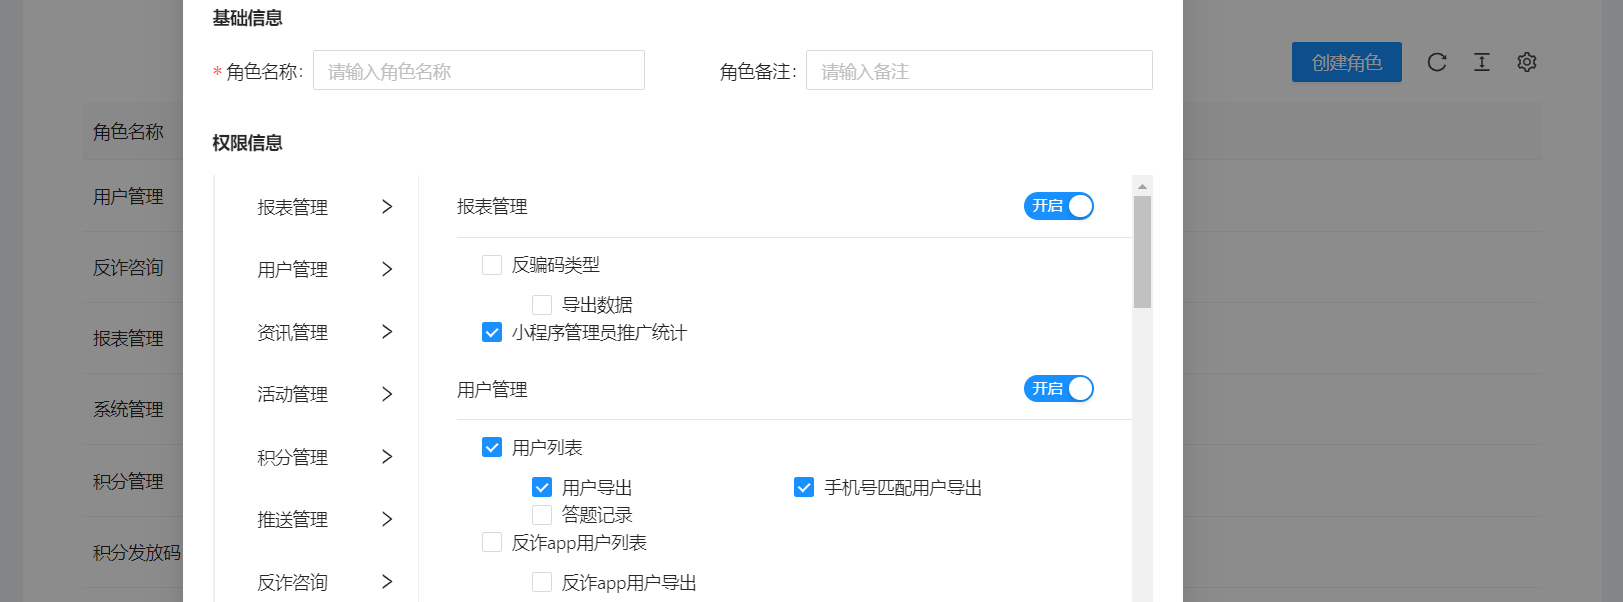 基础信息
* 角色名称: 请输入角色名称
角色备注: 请输入备注
创建角色
权限信息
角色名称
用户管理
反诈咨询
报表管理
系统管理
积分管理
积分发放码
报表管理
用户管理
资讯管理
活动管理
积分管理
推送管理
反诈咨询
报表管理 开启
反骗码类型
导出数据
小程序管理员推广统计
用户管理 开启
用户列表
用户导出 手机号匹配用户导出
答题记录
反诈app用户列表
反诈app用户导出